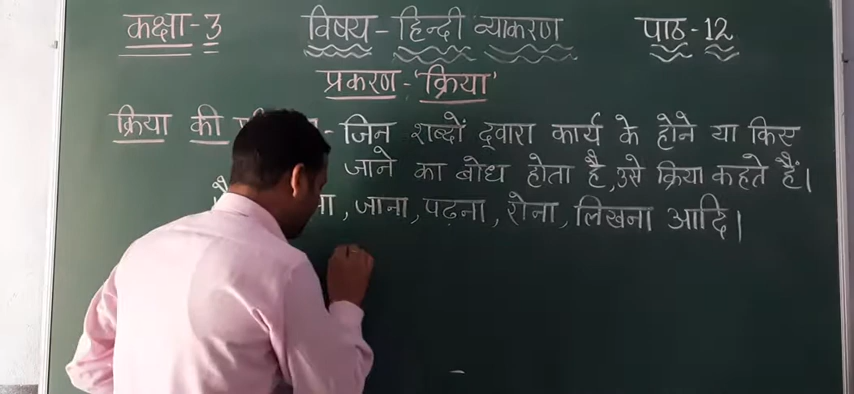 कक्षा - 3 विषय - हिन्दी व्याकरण पाठ - 12
प्रकरण - 'क्रिया'
क्रिया की - जिन शब्दों द्वारा कार्य के होने या किए
जाने का बोध होता है, उसे क्रिया कहते हैं।
, जाना, पढ़ना, रोना, लिखना आदि।